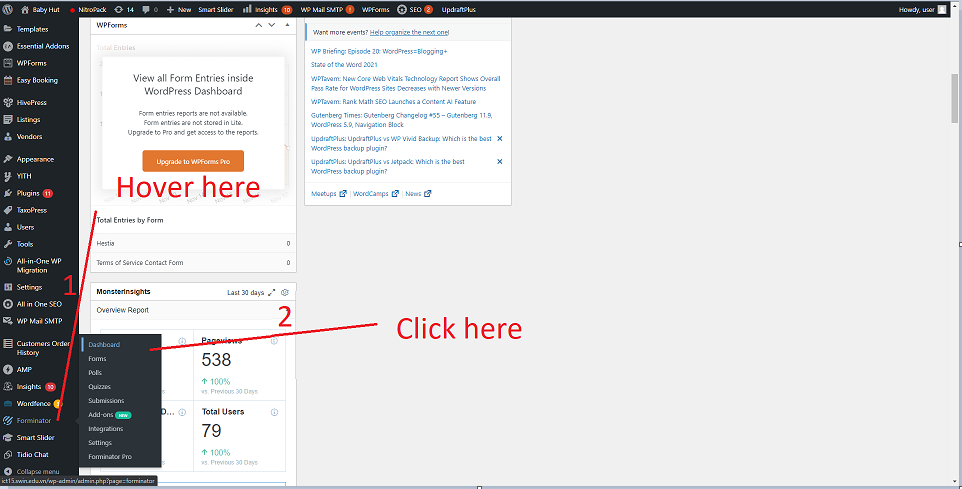 Baby Hut NitroPack 14 0 New Smart Slider Insights 10 WP Mail SMTP WPForms SEO 2 UpdraftPlus Howdy, user
Templates
Essential Addons
WPForms
Easy Booking
HivePress
Listings
Vendors
Appearance
YITH
Plugins 11
TaxoPress
Users
Tools
All-in-One WP
Migration
Settings
All in One SEO
WP Mail SMTP
Customers Order
History
AMP
Insights 10
Wordfence
Forminator
Smart Slider
Tidio Chat
Collapse menu
ict15.swin.edu.vn/wp-admin/admin.php?page=forminator
Dashboard
Forms
Polls
Quizzes
Submissions
Add-ons NEW
Integrations
Settings
Forminator Pro
WPForms
Total Entries
View all Form Entries inside
WordPress Dashboard
Form entries reports are not available.
Form entries are not stored in Lite.
Upgrade to Pro and get access to the reports.
Upgrade to WPForms Pro
Hover here
Total Entries by Form
Hestia 0
Terms of Service Contact Form 0
1
MonsterInsights Last 30 days
Overview Report
2
Click here
Pageviews
538
100%
vs. Previous 30 Days
D...
Total Users
79
100%
vs. Previous 30 Days
Want more events? Help organize the next one!
WP Briefing: Episode 20: WordPress=Blogging+
State of the Word 2021
WPTavern: New Core Web Vitals Technology Report Shows Overall
Pass Rate for WordPress Sites Decreases with Newer Versions
WPTavern: Rank Math SEO Launches a Content AI Feature
Gutenberg Times: Gutenberg Changelog #55 – Gutenberg 11.9,
WordPress 5.9, Navigation Block
UpdraftPlus: UpdraftPlus vs WP Vivid Backup: Which is the best
WordPress backup plugin?
UpdraftPlus: UpdraftPlus vs Jetpack: Which is the best
WordPress backup plugin?
Meetups | WordCamps | News